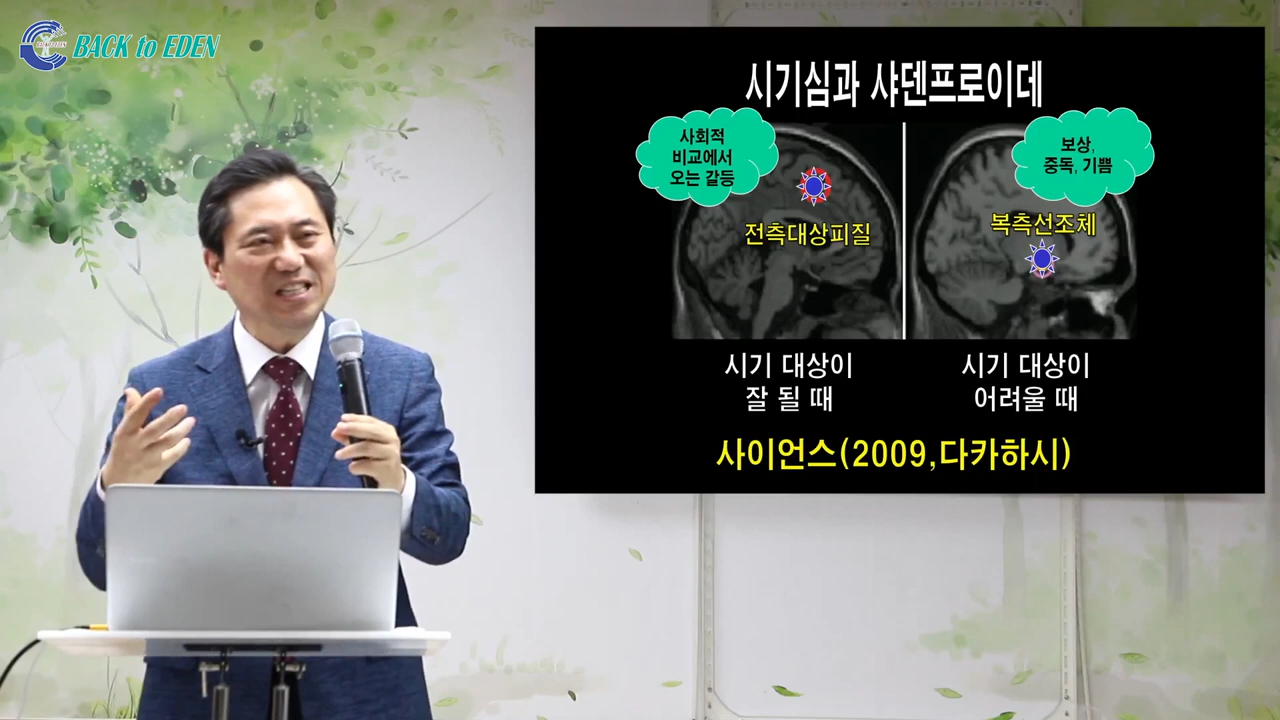 BACK to EDEN
시기심과 샤덴프로이데
사회적
비교에서
오는 갈등
보상,
중독, 기쁨
전측대상피질
복측선조체
시기 대상이
잘 될 때
시기 대상이
어려울 때
사이언스(2009,다카하시)